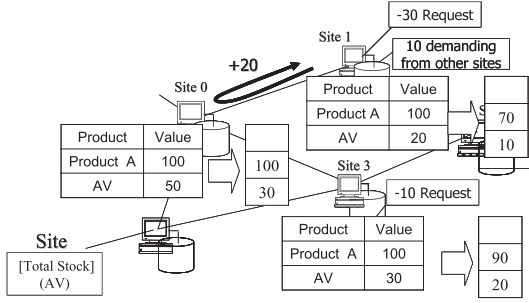 -30 Request
Site 1
10 demanding
from other sites
+20
Site 0
Product Value
Product A 100
AV 20
70
10
S
Product Value
Product A 100
AV 50
100
30
Site 3
-10 Request
Product Value
Product A 100
AV 30
90
20
Site
[Total Stock]
(AV)